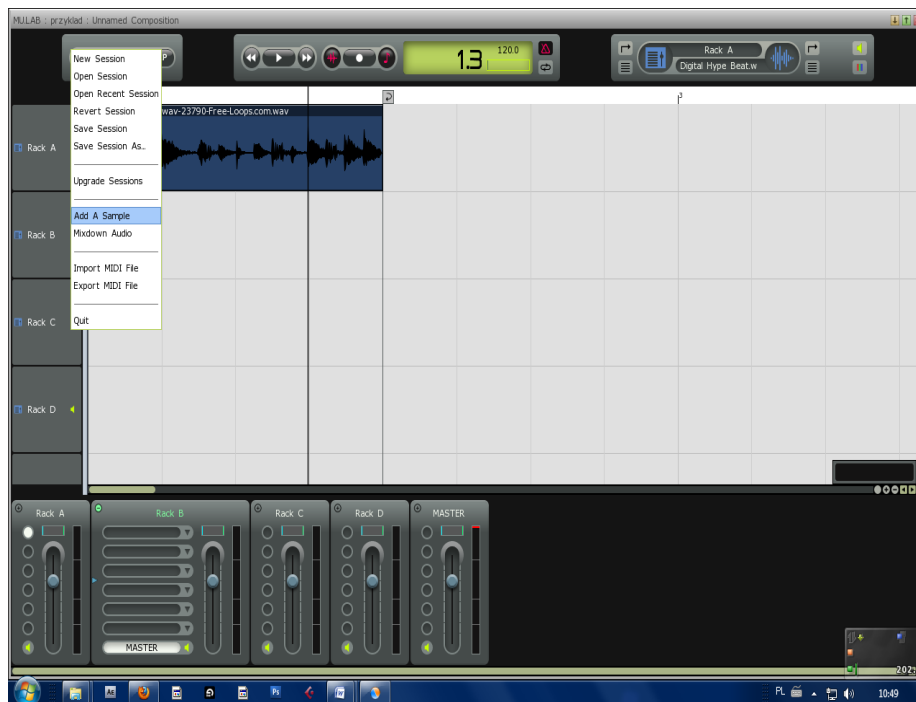 MU.LAB : przyklad : Unnamed Composition
P
1.3
120.0
Rack A
Digital Hype Beat.w
New Session
Open Session
Open Recent Session
Revert Session
Save Session
Save Session As..
Upgrade Sessions
Add A Sample
Mixdown Audio
Import MIDI File
Export MIDI File
Quit
3
wav-23790-Free-Loops.com.wav
Rack A
Rack B
Rack C
Rack D
Rack A
Rack B
Rack C
Rack D
MASTER
MASTER
202
AE
Ps
PL
10:49